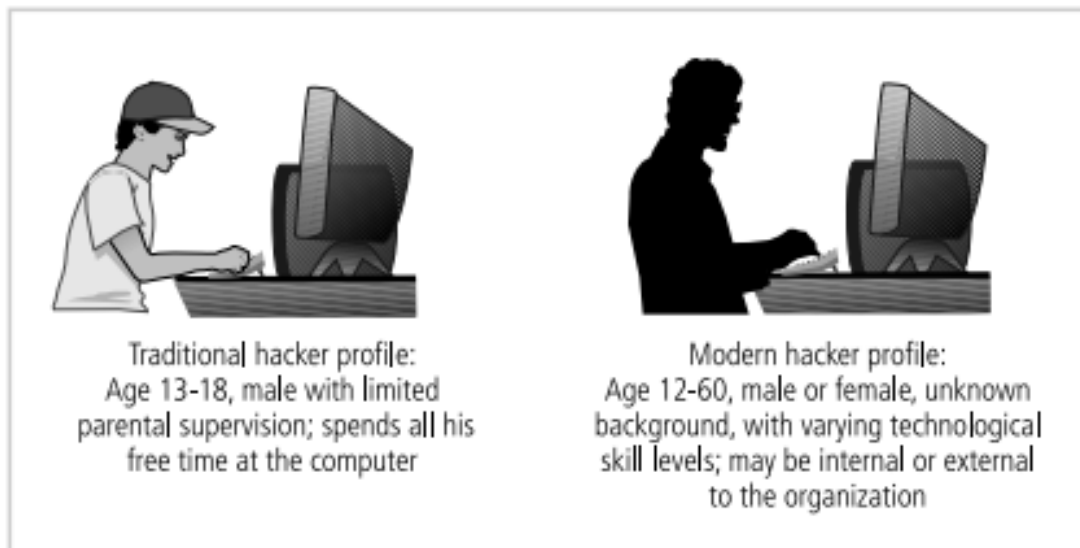 Traditional hacker profile:
Age 13-18, male with limited
parental supervision; spends all his
free time at the computer
Modern hacker profile:
Age 12-60, male or female, unknown
background, with varying technological
skill levels; may be internal or external
to the organization